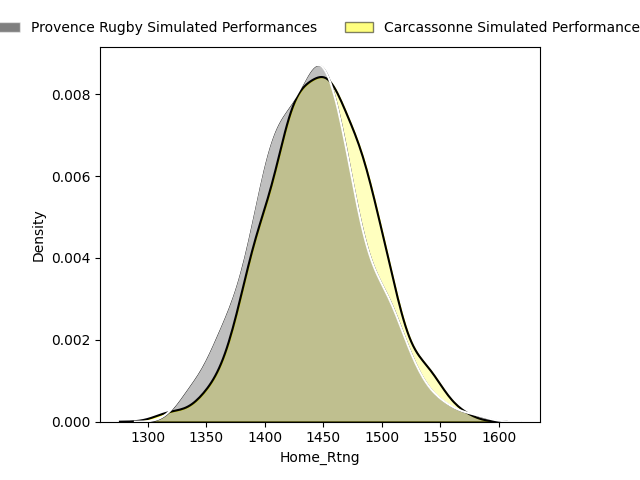 Provence Rugby Simulated Performances Carcassonne Simulated Performance
0.008
0.006
0.004
0.002
0.000
Density
1300 1350 1400 1450 1500 1550 1600
Home_Rtng